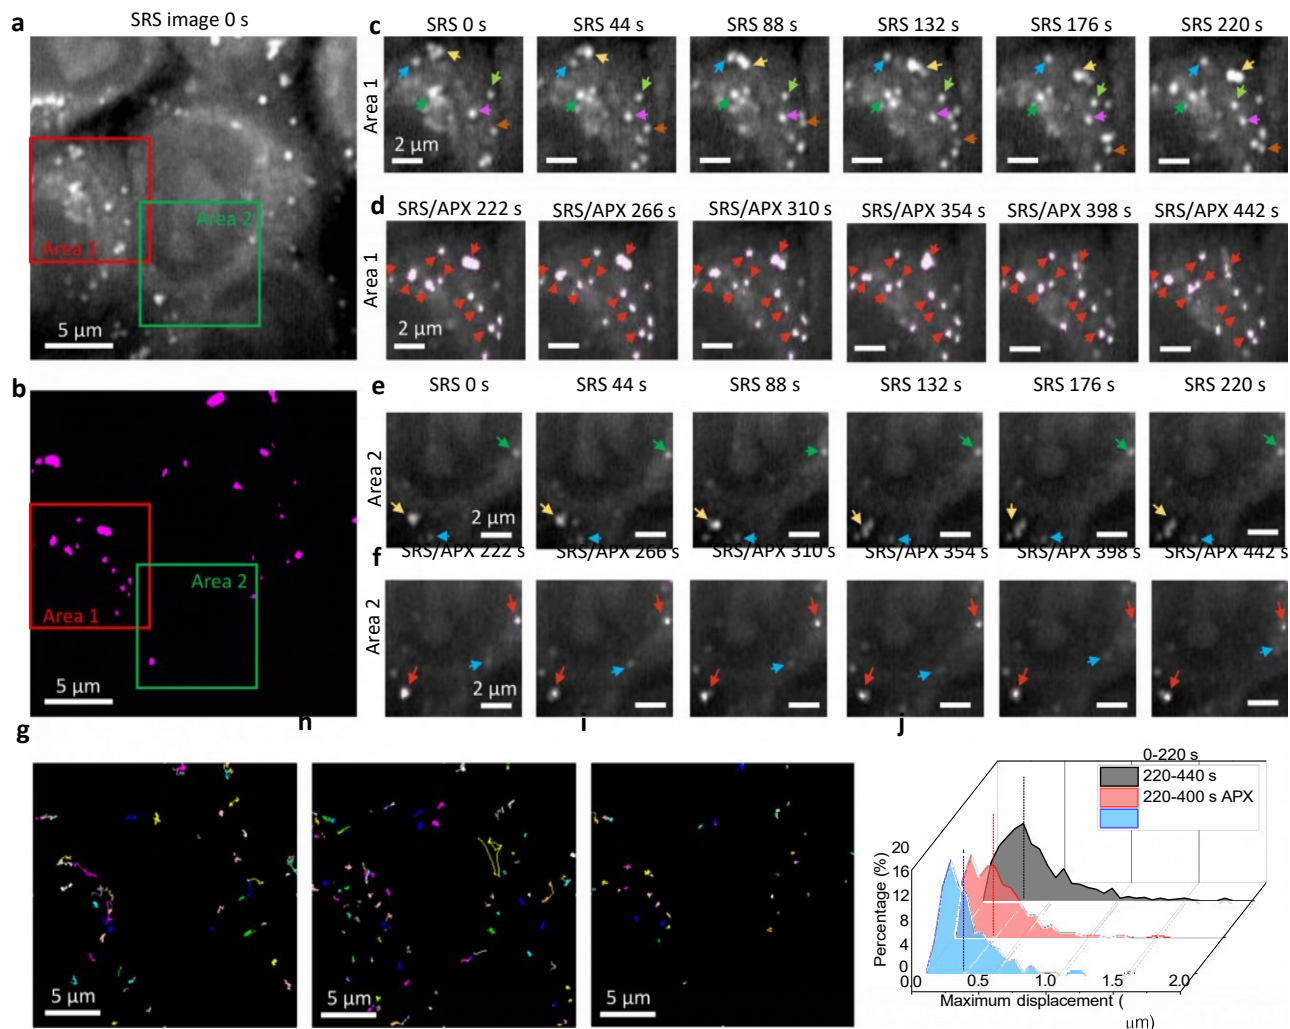 a
SRS image 0 s
Area 1
Area 2
5 μm
b
Area 1
Area 2
5 μm
c
SRS 0 s
SRS 44 s
SRS 88 s
SRS 132 s
SRS 176 s
SRS 220 s
Area 1
2 μm
d
SRS/APX 222 s
SRS/APX 266 s
SRS/APX 310 s
SRS/APX 354 s
SRS/APX 398 s
SRS/APX 442 s
Area 1
2 μm
e
SRS 0 s
SRS 44 s
SRS 88 s
SRS 132 s
SRS 176 s
SRS 220 s
Area 2
2 μm
f
SRS/APX 222 s
SRS/APX 266 s
SRS/APX 310 s
SRS/APX 354 s
SRS/APX 398 s
SRS/APX 442 s
Area 2
2 μm
g
5 μm
h
5 μm
i
5 μm
j
0-220 s
220-440 s
220-400 s APX
Percentage (%)
20
16
12
8
4
0
0.0
0.5
1.0
1.5
2.0
Maximum displacement (
μm)